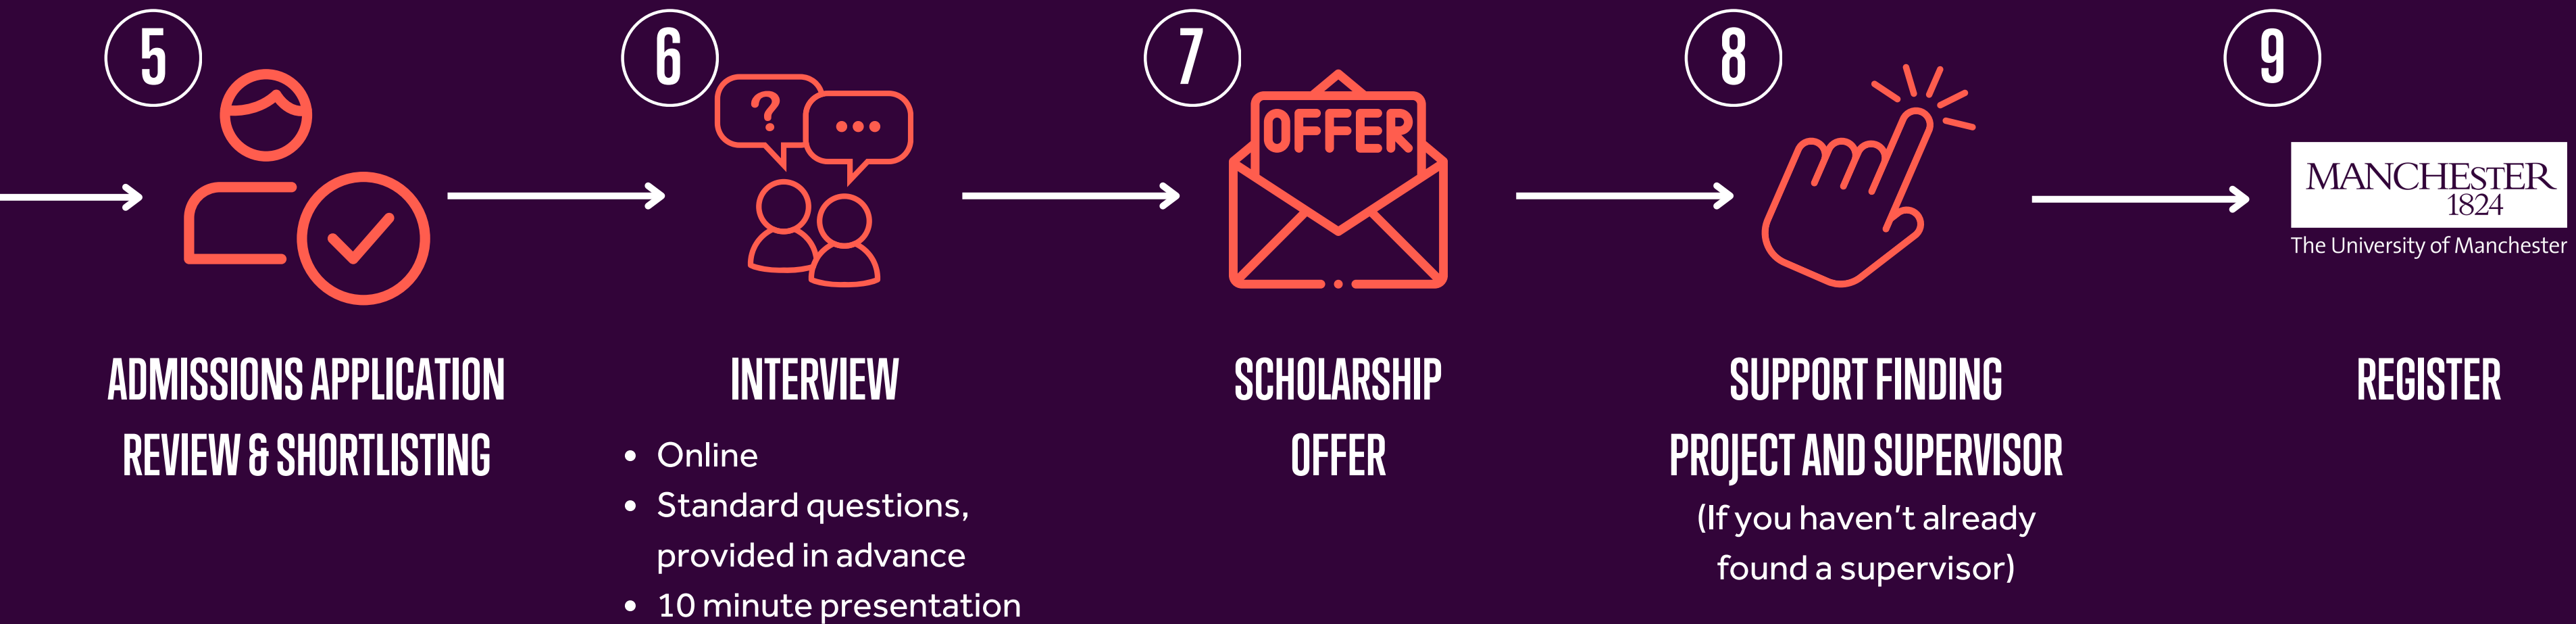 5
ADMISSIONS APPLICATION
REVIEW & SHORTLISTING
6
?
INTERVIEW
• Online
• Standard questions,
provided in advance
• 10 minute presentation
7
OFFER
SCHOLARSHIP
OFFER
8
SUPPORT FINDING
PROJECT AND SUPERVISOR
(If you haven't already
found a supervisor)
9
MANCHESTER
1824
The University of Manchester
REGISTER